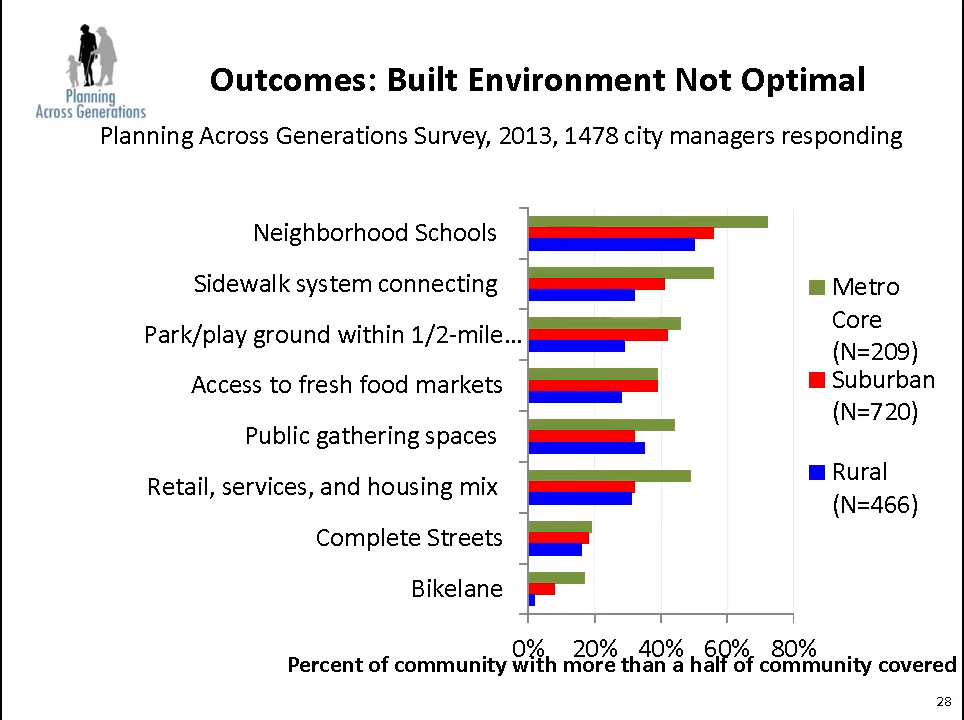 Planning
Across Generations
Outcomes: Built Environment Not Optimal
Planning Across Generations Survey, 2013, 1478 city managers responding
Neighborhood Schools
Sidewalk system connecting
Park/play ground within 1/2-mile...
Access to fresh food markets
Public gathering spaces
Retail, services, and housing mix
Complete Streets
Bikelane
Metro
Core
(N=209)
Suburban
(N=720)
Rural
(N=466)
0% 20% 40% 60% 80%
Percent of community with more than a half of community covered
28